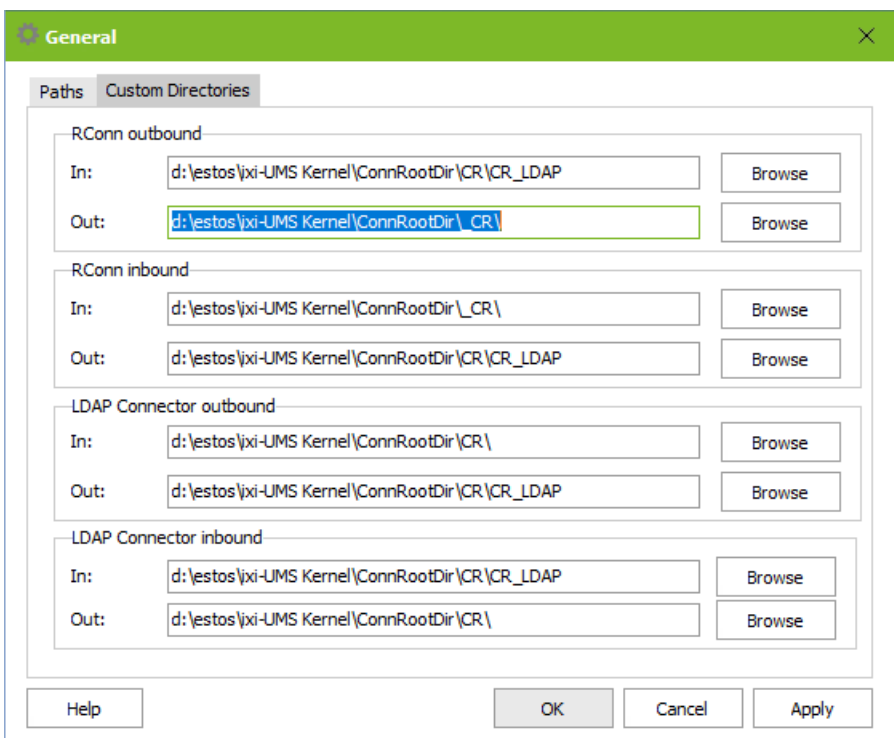 General
Paths Custom Directories
RConn outbound
In: d:\estos\ixi-UMS Kernel\ConnRootDir\CR\CR_LDAP Browse
Out: d:\estos\ixi-UMS Kernel\ConnRootDir\_CR\ Browse
RConn inbound
In: d:\estos\ixi-UMS Kernel\ConnRootDir\_CR\ Browse
Out: d:\estos\ixi-UMS Kernel\ConnRootDir\CR\CR_LDAP Browse
LDAP Connector outbound
In: d:\estos\ixi-UMS Kernel\ConnRootDir\CR\ Browse
Out: d:\estos\ixi-UMS Kernel\ConnRootDir\CR\CR_LDAP Browse
LDAP Connector inbound
In: d:\estos\ixi-UMS Kernel\ConnRootDir\CR\CR_LDAP Browse
Out: d:\estos\ixi-UMS Kernel\ConnRootDir\CR\ Browse
Help OK Cancel Apply